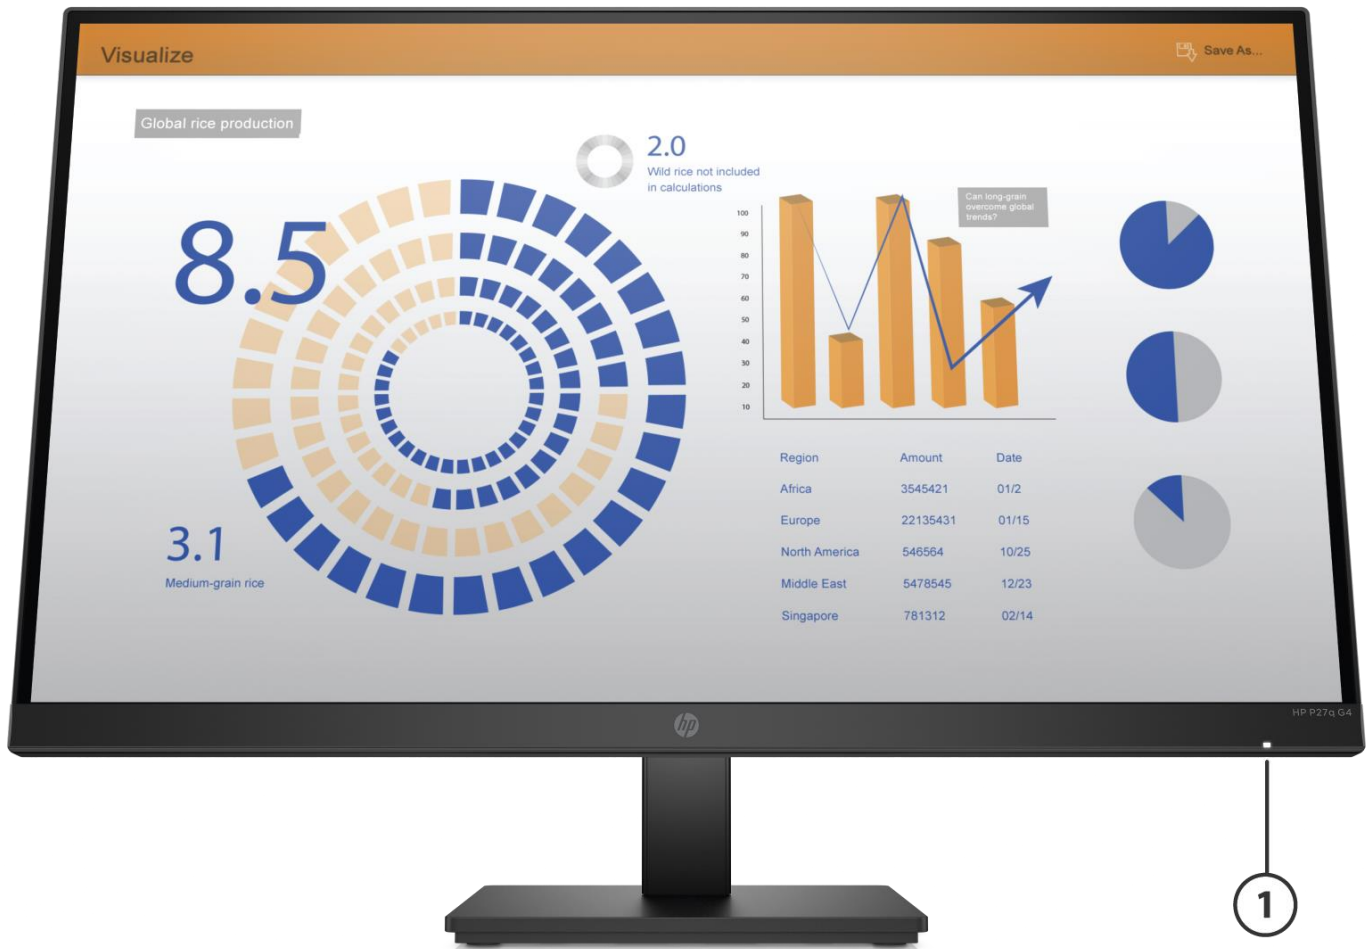 Visualize
Save As...
Global rice production
2.0
Wild rice not included
in calculations
8.5
3.1
Medium-grain rice
Can long-grain
overcome global
trends?
100
90
80
70
60
50
40
30
20
10
Region Amount Date
Africa 3545421 01/2
Europe 22135431 01/15
North America 546564 10/25
Middle East 5478545 12/23
Singapore 781312 02/14
hp
HP P27q G4
1